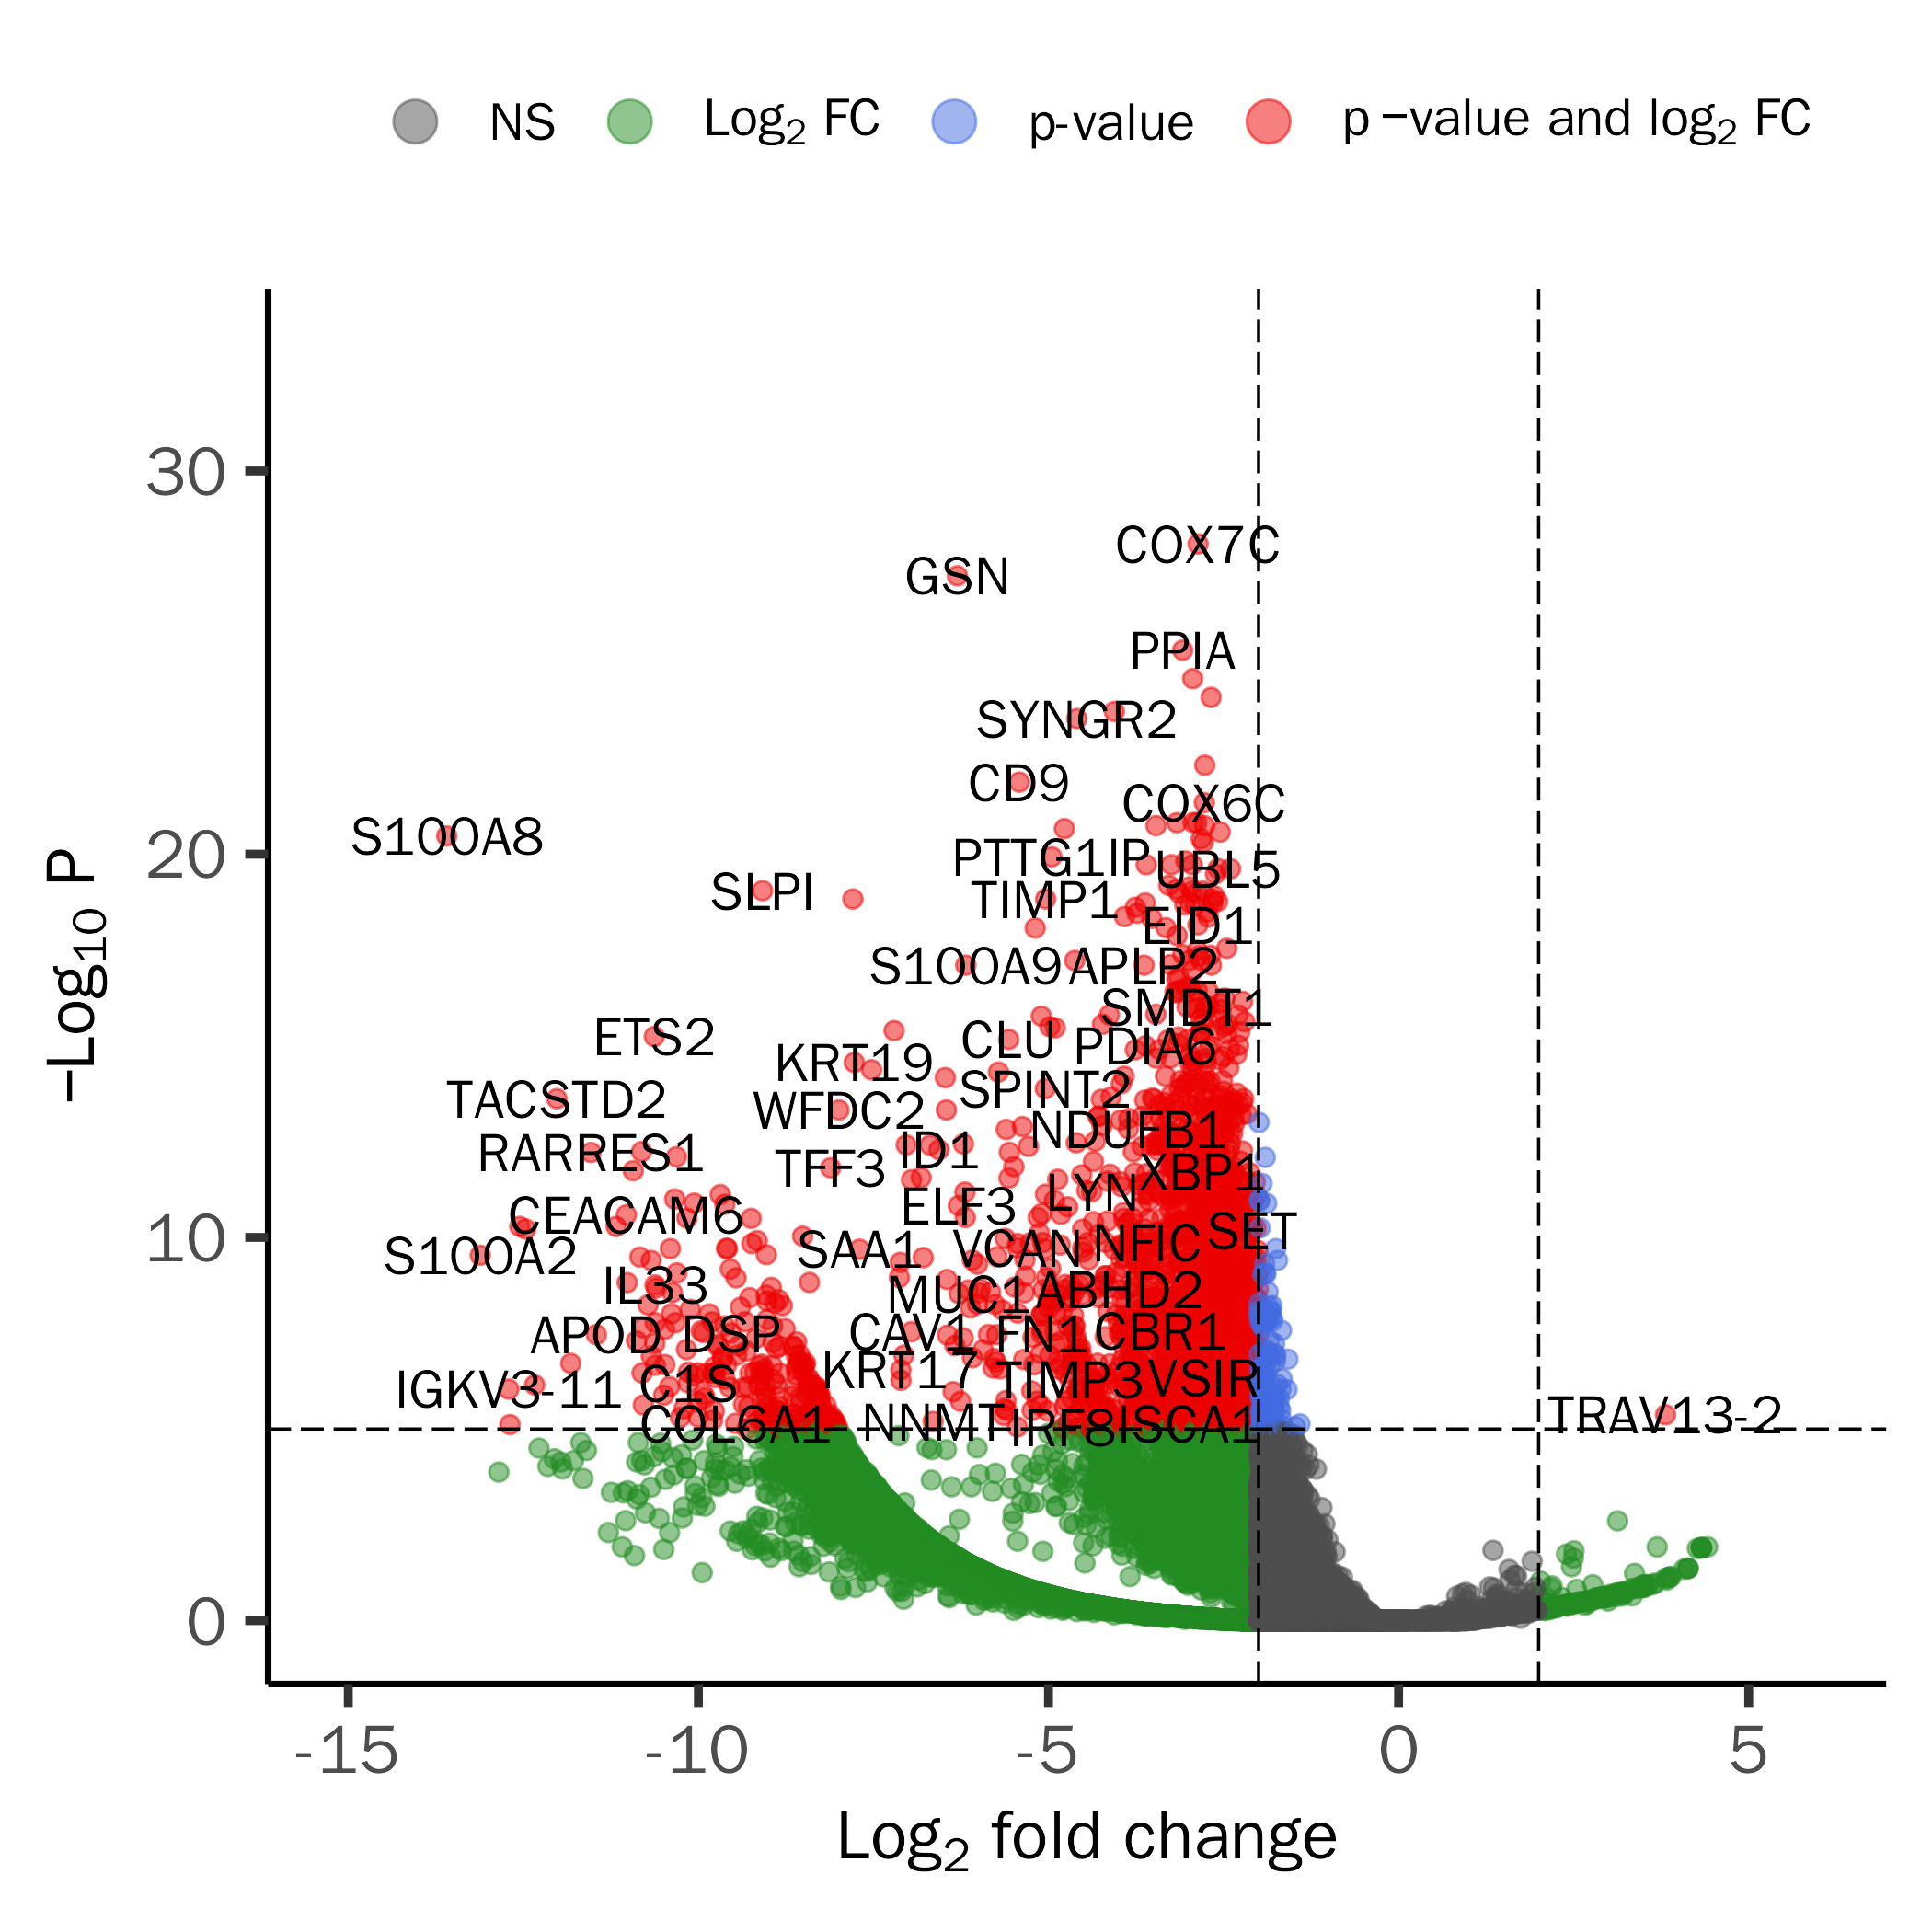 NS Log2 FC p-value p −value and log2 FC
−Log10 P
30
20
10
0
COX7C
GSN
PPIA
SYNGR2
CD9
COX6C
S100A8
PTTG1IP UBL5
SLPI TIMP1
EID1
S100A9 APLP2
SMDT1
ETS2 CLU PDIA6
KRT19
TACSTD2 SPINT2
WFDC2
NDUFB1
RARRES1 ID1
TFF3 XBP1
LYN
CEACAM6 ELF3
SET
S100A2 SAA1 VCAN NFIC
IL33 MUC1 ABHD2
APOD DSP CAV1 FN1 CBR1
KRT17
IGKV3-11 C1S TIMP3 VSIR
COL6A1 NNMT IRF8 ISCA1 TRAV13-2
-15 -10 -5 0 5
Log2 fold change